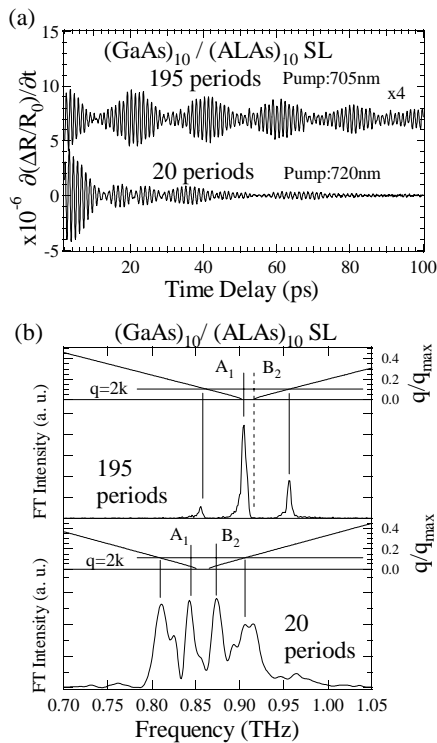 (a)
(GaAs)10 / (ALAs)10 SL
195 periods Pump:705nm x4
20 periods Pump:720nm
x10-6 ∂(ΔR/R0)/∂t
10
5
0
-5
20 40 60 80 100
Time Delay (ps)
(b) (GaAs)10/ (ALAs)10 SL
A1 B2
q=2k
0.4
0.2
0.0
q/qmax
FT Intensity (a. u.)
195
periods
A1 B2
q=2k
0.4
0.2
0.0
q/qmax
FT Intensity (a. u.)
20
periods
0.70 0.75 0.80 0.85 0.90 0.95 1.00 1.05
Frequency (THz)